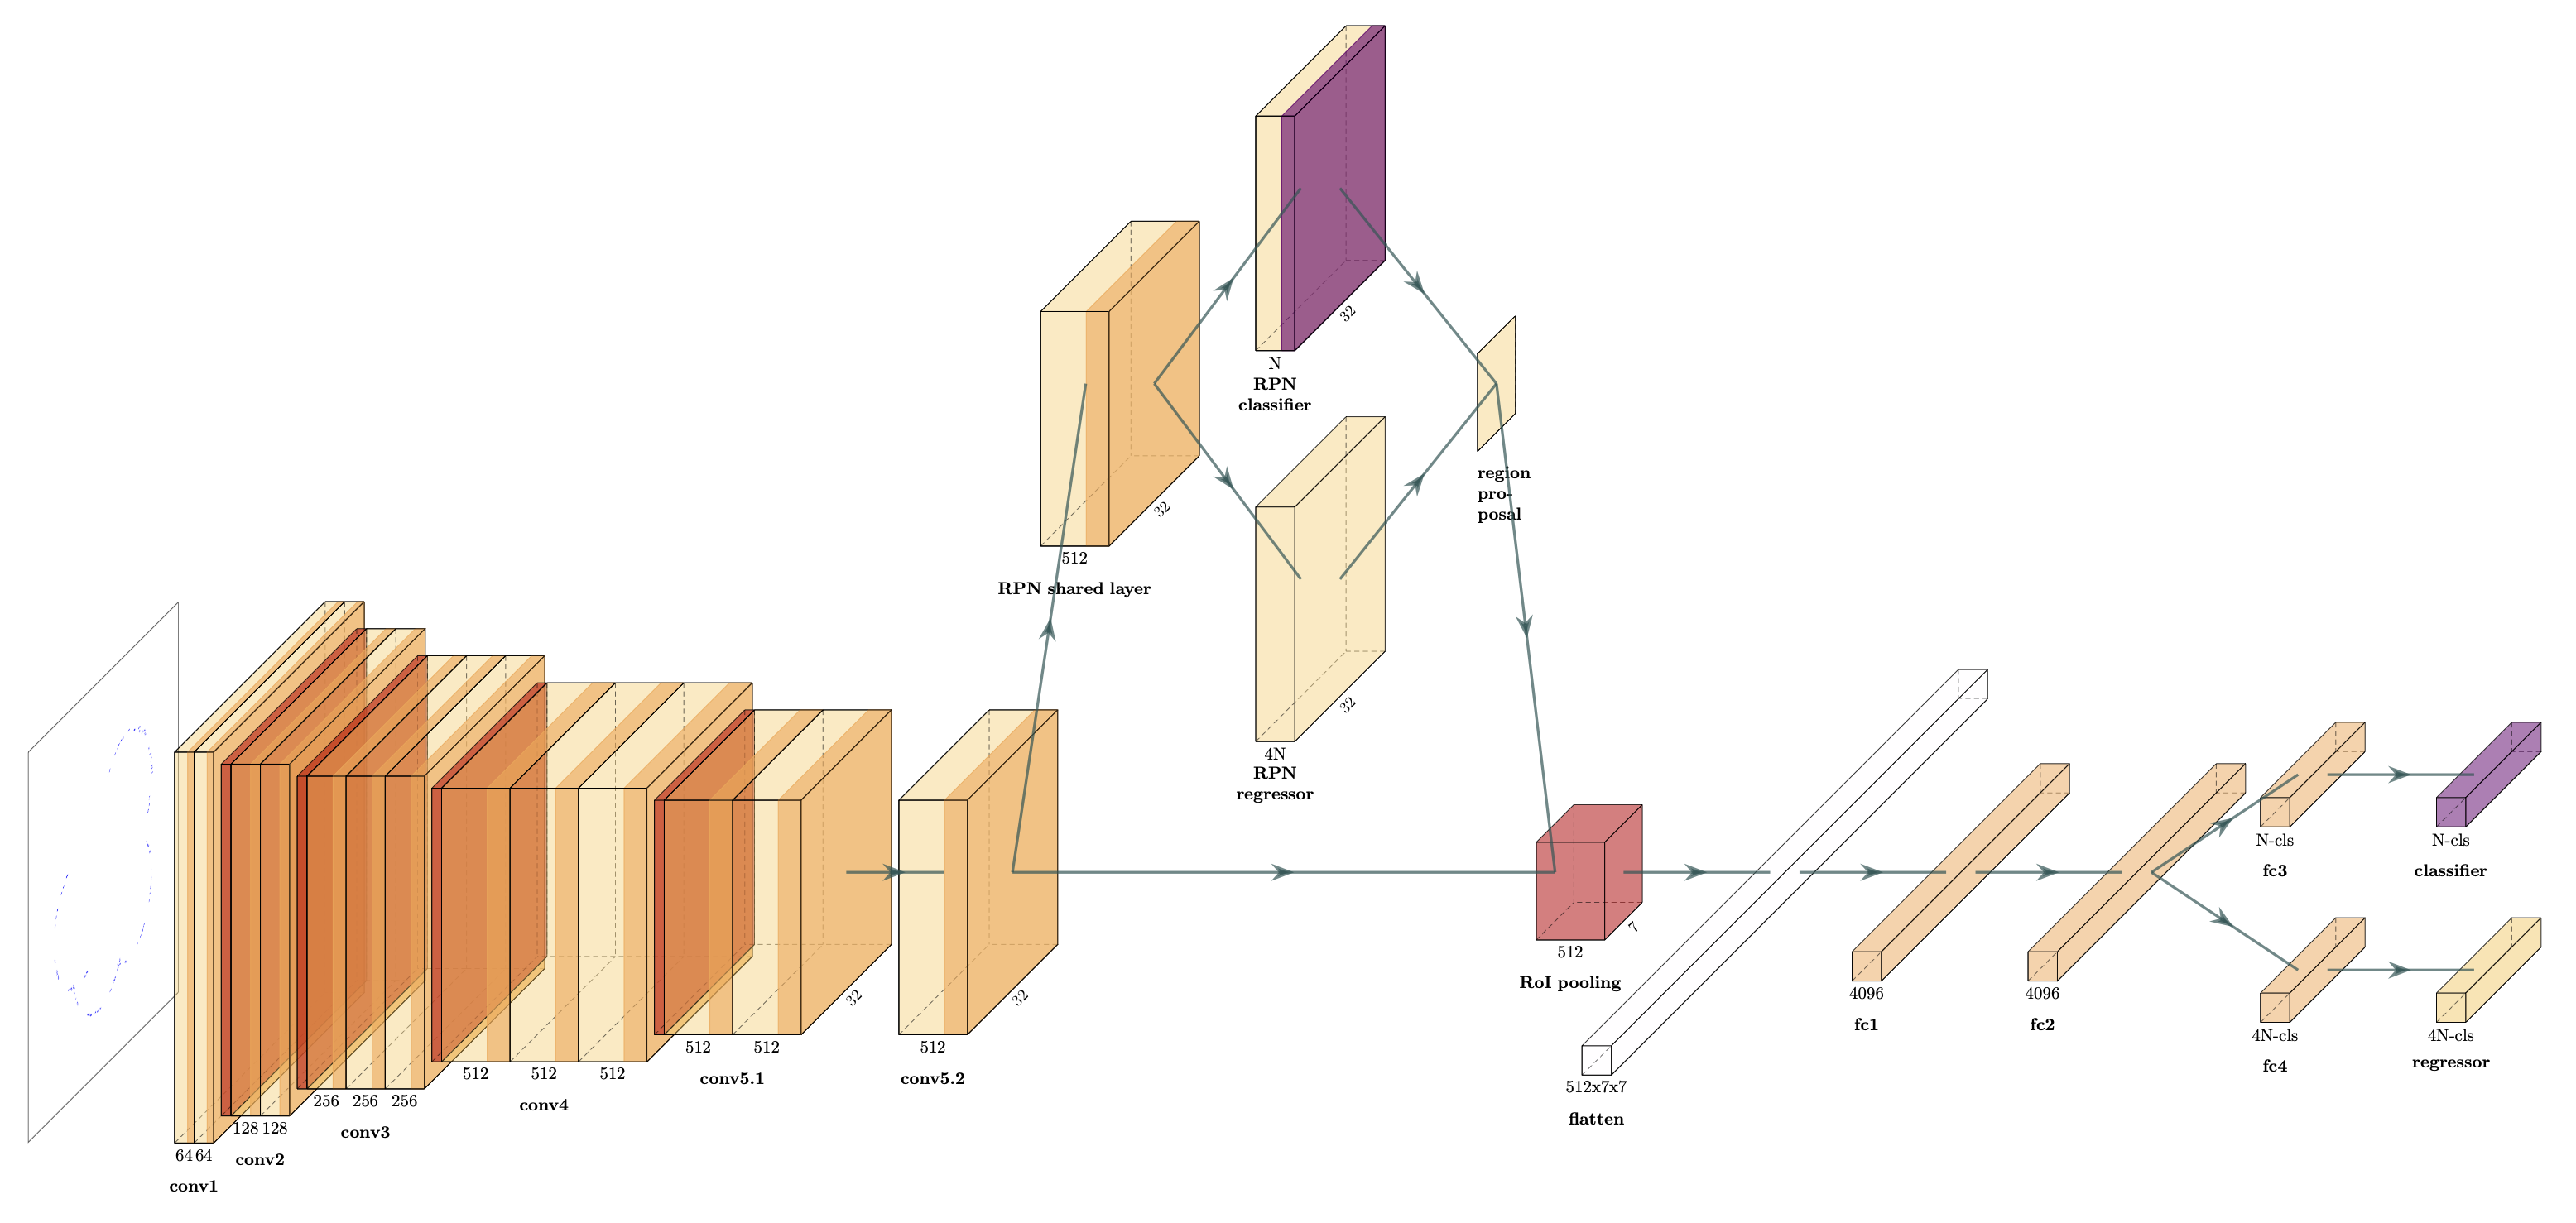 64 64
conv1
128 128
conv2
256 256 256
conv3
512 512 512
conv4
512 512
32
conv5.1
512
32
conv5.2
512
32
RPN shared layer
N
32
RPN
classifier
4N
32
RPN
regressor
region
pro-
posal
512
7
RoI pooling
512x7x7
flatten
4096
fc1
4096
fc2
N-cls
fc3
4N-cls
fc4
N-cls
classifier
4N-cls
regressor